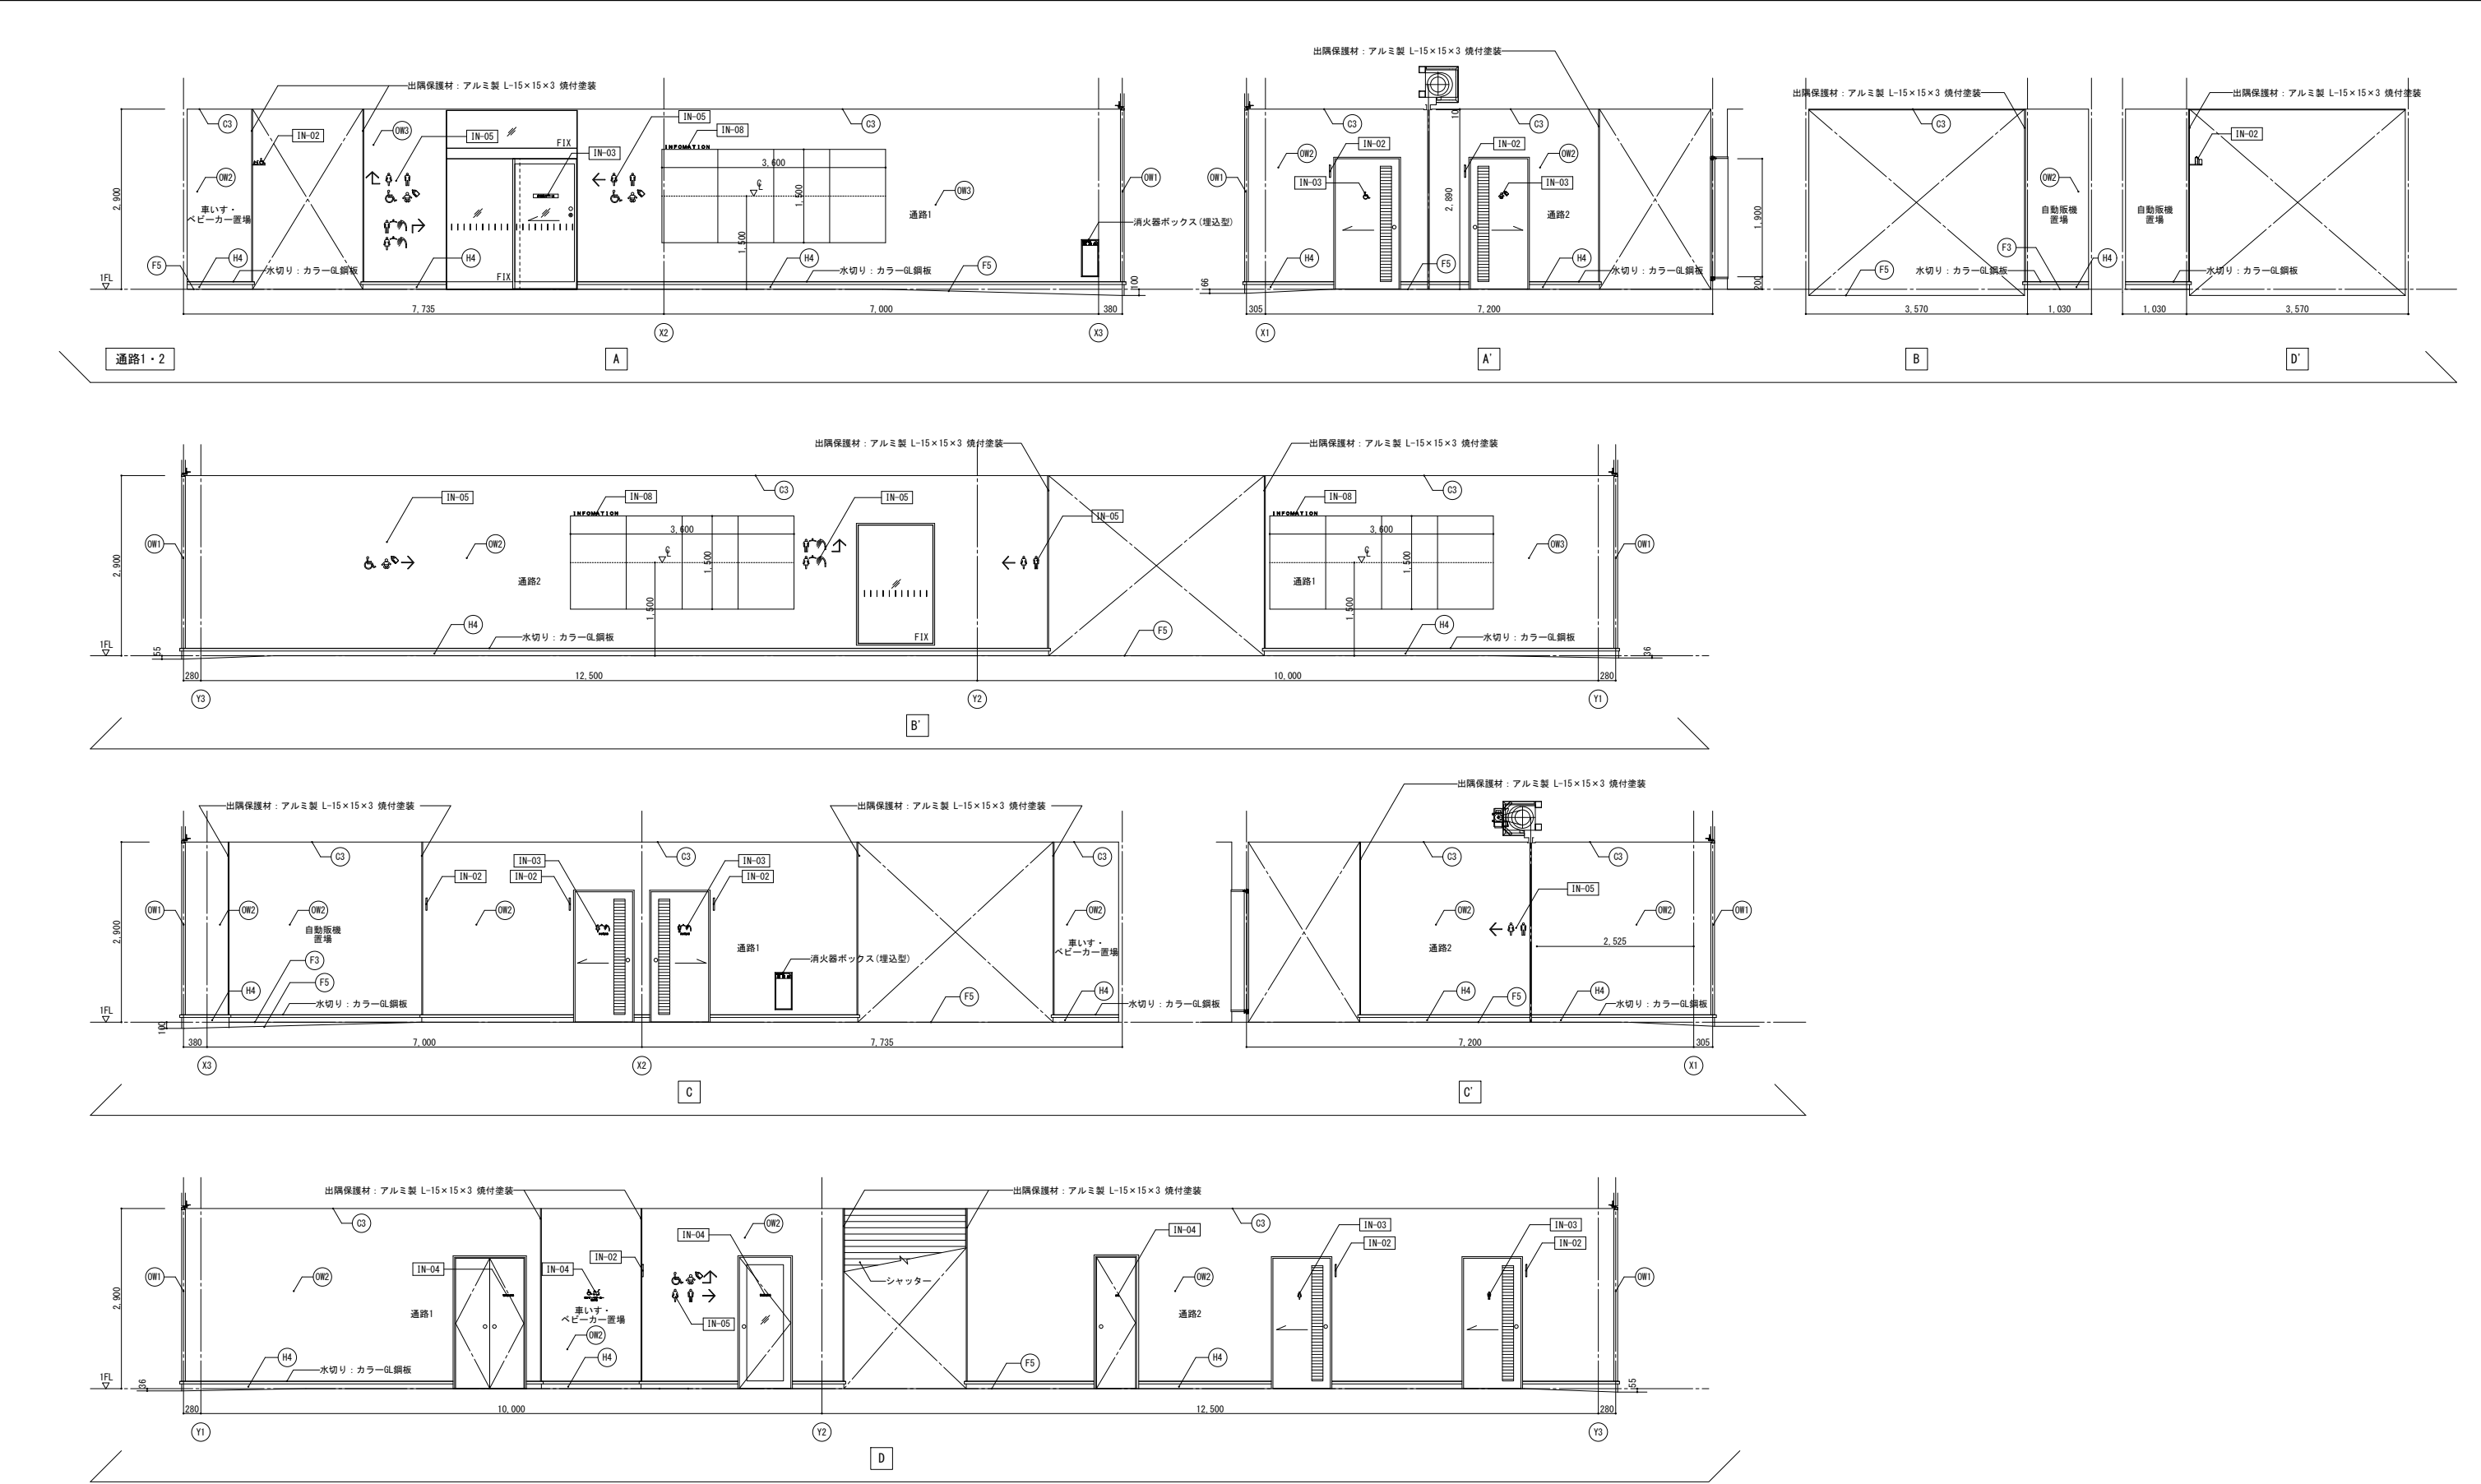 出隅保護材：アルミ製 L-15×15×3 焼付塗装
C3
IN-02
OW3
IN-05
FIX
IN-03
IN-05
IN-08
INFOMATION
3,600
C3
OW2
車いす・
ベビーカー置場
2,900
1,500
1,500
OW3
通路1
OW1
消火器ボックス(埋込型)
F5
H4
水切り：カラーGL鋼板
H4
FIX
H4
水切り：カラーGL鋼板
F5
1FL
100
7,735
7,000
380
X2
X3
通路1・2
A
出隅保護材：アルミ製 L-15×15×3 焼付塗装
C3
10
C3
OW2
IN-02
IN-02
OW2
OW1
IN-03
IN-03
2,890
通路2
1,900
H4
F5
H4
水切り：カラーGL鋼板
66
200
305
7,200
X1
A'
出隅保護材：アルミ製 L-15×15×3 焼付塗装
C3
OW2
自動販機
置場
F3
H4
F5
水切り：カラーGL鋼板
3,570
1,030
B
出隅保護材：アルミ製 L-15×15×3 焼付塗装
IN-02
自動販機
置場
水切り：カラーGL鋼板
1,030
3,570
D'
出隅保護材：アルミ製 L-15×15×3 焼付塗装
出隅保護材：アルミ製 L-15×15×3 焼付塗装
C3
C3
IN-05
IN-08
IN-05
IN-05
IN-08
INFOMATION
INFOMATION
3,600
3,600
OW1
OW2
OW3
OW1
2,900
1,500
1,500
通路2
通路1
1,500
1,500
H4
水切り：カラーGL鋼板
FIX
F5
H4
水切り：カラーGL鋼板
1FL
55
36
280
12,500
10,000
280
Y3
Y2
Y1
B'
出隅保護材：アルミ製 L-15×15×3 焼付塗装
出隅保護材：アルミ製 L-15×15×3 焼付塗装
C3
IN-03
C3
IN-03
C3
IN-02
IN-02
IN-02
OW1
OW2
OW2
OW2
OW2
自動販機
置場
2,900
通路1
車いす・
ベビーカー置場
消火器ボックス(埋込型)
F3
F5
H4
水切り：カラーGL鋼板
F5
H4
水切り：カラーGL鋼板
1FL
100
380
7,000
7,735
X3
X2
C
出隅保護材：アルミ製 L-15×15×3 焼付塗装
C3
C3
IN-05
OW2
OW2
OW1
通路2
2,525
H4
F5
H4
水切り：カラーGL鋼板
7,200
305
X1
C'
出隅保護材：アルミ製 L-15×15×3 焼付塗装
出隅保護材：アルミ製 L-15×15×3 焼付塗装
C3
IN-04
OW2
IN-04
C3
IN-03
IN-03
IN-02
IN-02
IN-02
OW1
OW2
IN-04
IN-04
シャッター
OW2
OW1
2,900
通路1
車いす・
ベビーカー置場
IN-05
通路2
OW2
H4
水切り：カラーGL鋼板
H4
F5
H4
1FL
36
55
280
10,000
12,500
280
Y1
Y2
Y3
D